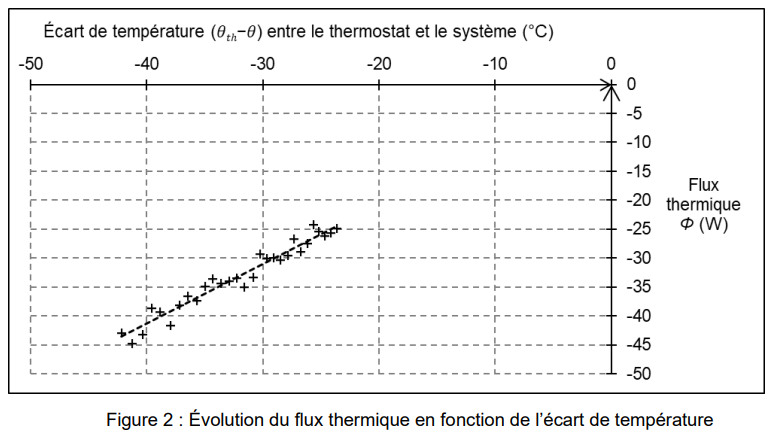 Écart de température (θₜₕ−θ) entre le thermostat et le système (°C)
-50 -40 -30 -20 -10 0
0
-5
-10
-15
-20
-25
-30
-35
-40
-45
-50
Flux
thermique
Φ (W)
Figure 2 : Évolution du flux thermique en fonction de l’écart de température